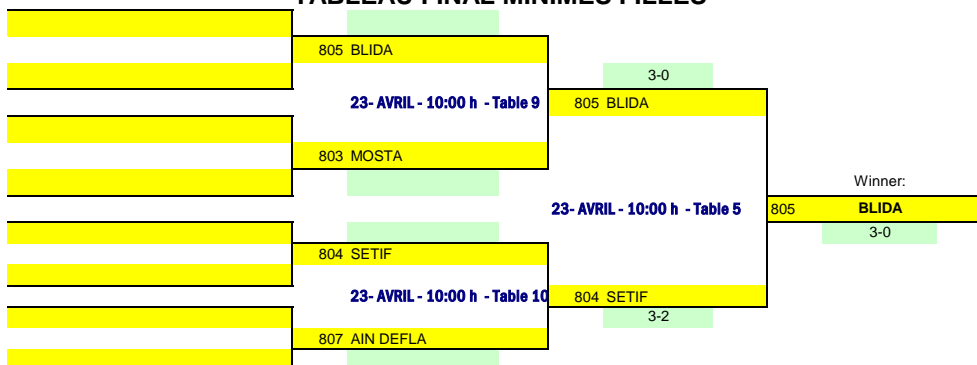 TABLEAU FINAL MINIMES FILLES
805 BLIDA
3-0
23- AVRIL - 10:00 h - Table 9
805 BLIDA
803 MOSTA
Winner:
23- AVRIL - 10:00 h - Table 5
805 BLIDA
3-0
804 SETIF
23- AVRIL - 10:00 h - Table 10
804 SETIF
3-2
807 AIN DEFLA